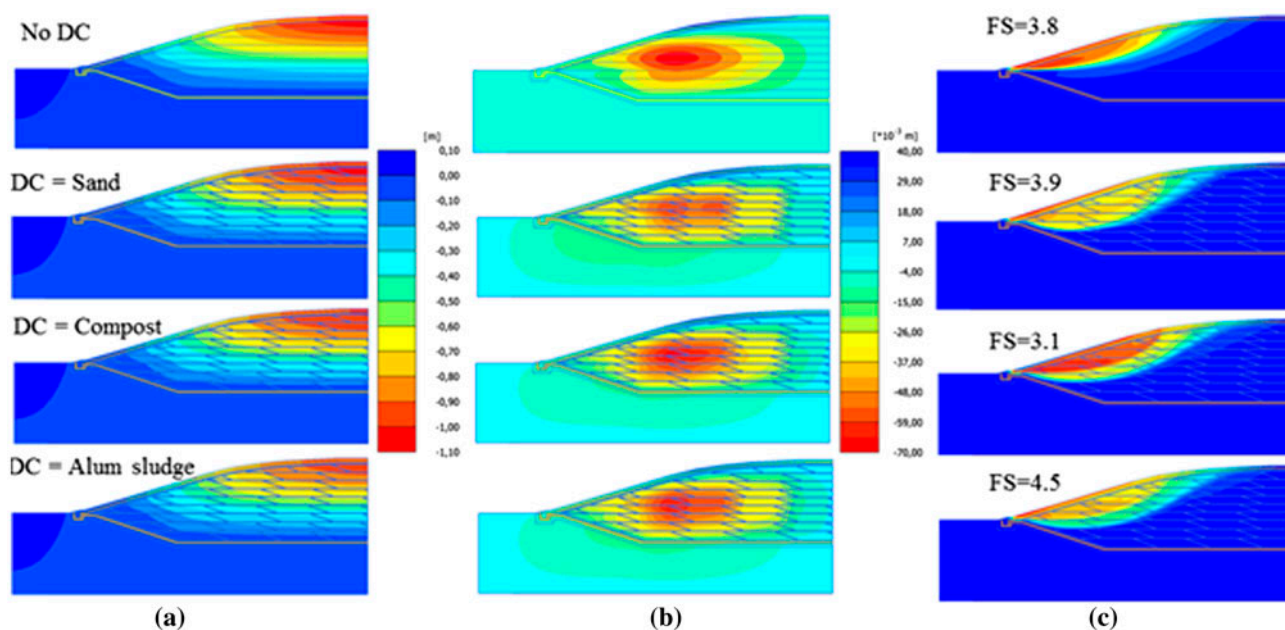 No DC
FS=3.8
[m]
[*10⁻³ m]
DC = Sand
0,10
0,00
-0,10
-0,20
-0,30
-0,40
-0,50
-0,60
-0,70
-0,80
-0,90
-1,00
-1,10
40,00
29,00
18,00
7,00
-4,00
-15,00
-26,00
-37,00
-48,00
-59,00
-70,00
FS=3.9
DC = Compost
FS=3.1
DC = Alum sludge
FS=4.5
(a)
(b)
(c)